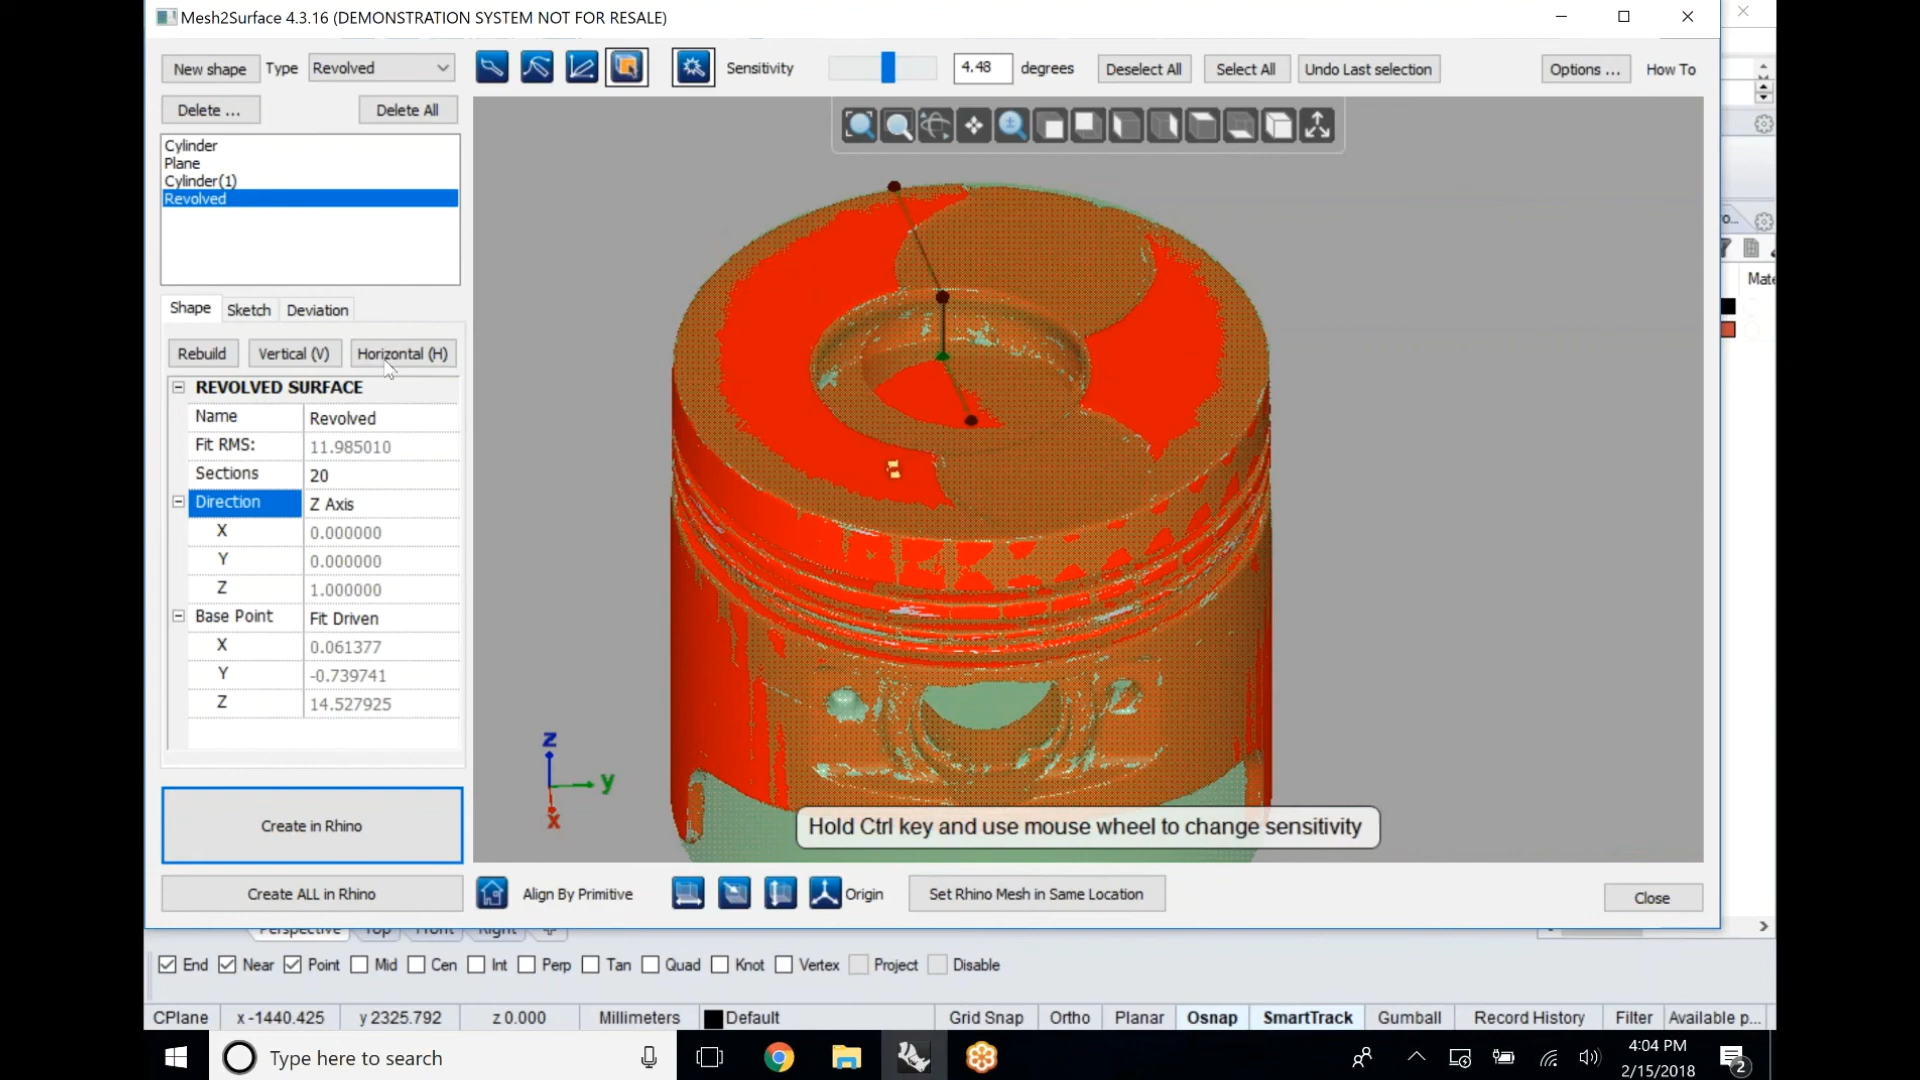 Mesh2Surface 4.3.16 (DEMONSTRATION SYSTEM NOT FOR RESALE)
New shape Type Revolved Sensitivity 4.48 degrees Deselect All Select All Undo Last selection Options ... How To
Delete ... Delete All
Cylinder
Plane
Cylinder(1)
Revolved
Shape Sketch Deviation
Rebuild Vertical (V) Horizontal (H)
REVOLVED SURFACE
Name Revolved
Fit RMS: 11.985010
Sections 20
Direction Z Axis
X 0.000000
Y 0.000000
Z 1.000000
Base Point Fit Driven
X 0.061377
Y -0.739741
Z 14.527925
z
y
x
Hold Ctrl key and use mouse wheel to change sensitivity
Create in Rhino
Create ALL in Rhino Align By Primitive Origin Set Rhino Mesh in Same Location Close
Perspective Top Front Right
End Near Point Mid Cen Int Perp Tan Quad Knot Vertex Project Disable
CPlane x -1440.425 y 2325.792 z 0.000 Millimeters Default Grid Snap Ortho Planar Osnap SmartTrack Gumball Record History Filter Available p...
Type here to search
4:04 PM
2/15/2018
2